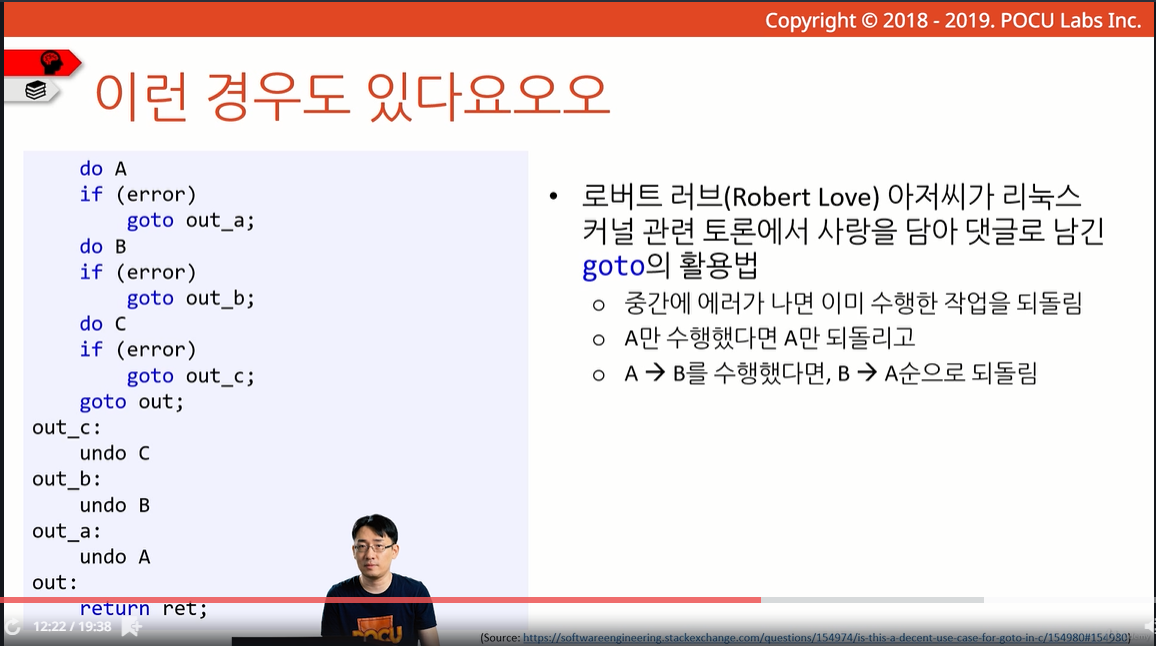 Copyright © 2018 - 2019. POCU Labs Inc.
이런 경우도 있다요오오
do A
if (error)
goto out_a;
do B
if (error)
goto out_b;
do C
if (error)
goto out_c;
goto out;
out_c:
undo C
out_b:
undo B
out_a:
undo A
out:
return ret;
• 로버트 러브(Robert Love) 아저씨가 리눅스
커널 관련 토론에서 사랑을 담아 댓글로 남긴
goto의 활용법
○ 중간에 에러가 나면 이미 수행한 작업을 되돌림
○ A만 수행했다면 A만 되돌리고
○ A → B를 수행했다면, B → A순으로 되돌림
POCU
12:22 / 19:38
(Source: https://softwareengineering.stackexchange.com/questions/154974/is-this-a-decent-use-case-for-goto-in-c/154980#154980)